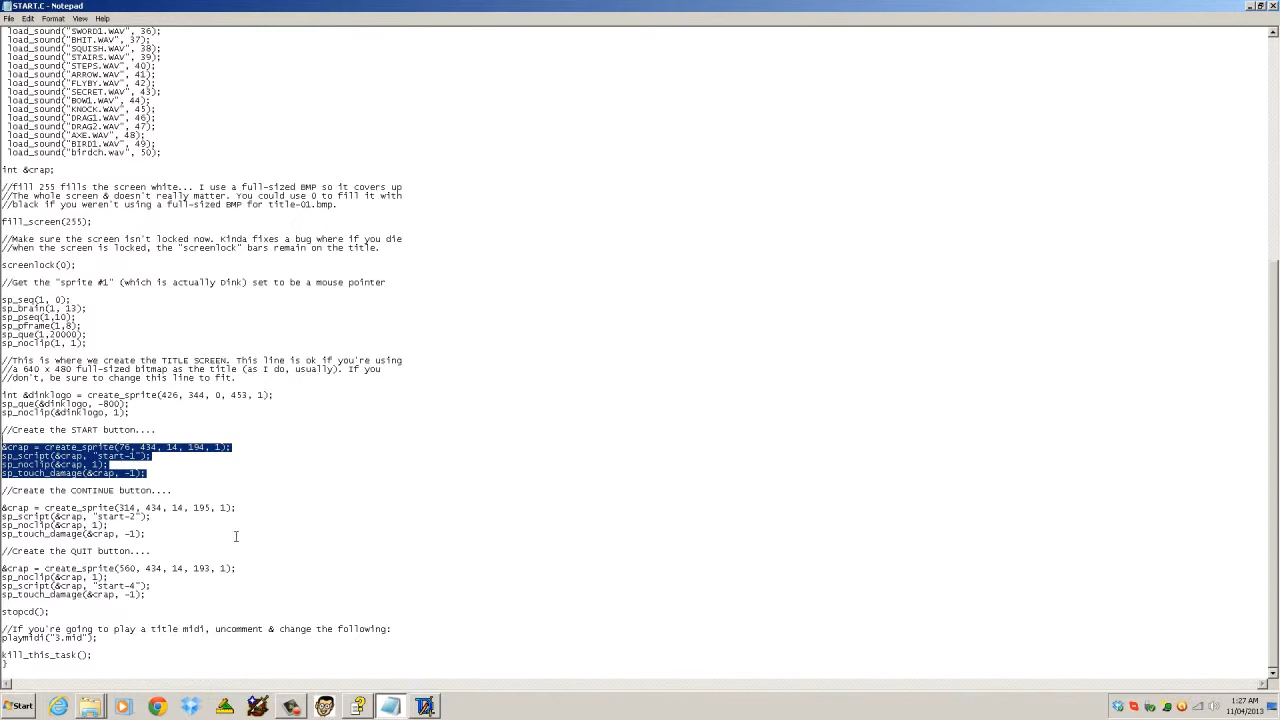 START.C - Notepad
File Edit Format View Help
load_sound("SWORD1.WAV", 36);
load_sound("BHIT.WAV", 37);
load_sound("SQUISH.WAV", 38);
load_sound("STAIRS.WAV", 39);
load_sound("STEPS.WAV", 40);
load_sound("ARROW.WAV", 41);
load_sound("FLYBY.WAV", 42);
load_sound("SECRET.WAV", 43);
load_sound("BOW1.WAV", 44);
load_sound("KNOCK.WAV", 45);
load_sound("DRAG1.WAV", 46);
load_sound("DRAG2.WAV", 47);
load_sound("AXE.WAV", 48);
load_sound("BIRD1.WAV", 49);
load_sound("birdch.wav", 50);
int &crap;
//fill 255 fills the screen white... I use a full-sized BMP so it covers up
//The whole screen & doesn't really matter. You could use 0 to fill it with
//black if you weren't using a full-sized BMP for title-01.bmp.
fill_screen(255);
//Make sure the screen isn't locked now. Kinda fixes a bug where if you die
//when the screen is locked, the "screenlock" bars remain on the title.
screenlock(0);
//Get the "sprite #1" (which is actually Dink) set to be a mouse pointer
sp_seq(1, 0);
sp_brain(1, 13);
sp_pseq(1,10);
sp_pframe(1,8);
sp_que(1,20000);
sp_noclip(1, 1);
//This is where we create the TITLE SCREEN. This line is ok if you're using
//a 640 x 480 full-sized bitmap as the title (as I do, usually). If you
//don't, be sure to change this line to fit.
int &dinklogo = create_sprite(426, 344, 0, 453, 1);
sp_que(&dinklogo, -800);
sp_noclip(&dinklogo, 1);
//Create the START button....
&crap = create_sprite(76, 434, 14, 194, 1);
sp_script(&crap, "start-1");
sp_noclip(&crap, 1);
sp_touch_damage(&crap, -1);
//Create the CONTINUE button....
&crap = create_sprite(314, 434, 14, 195, 1);
sp_script(&crap, "start-2");
sp_noclip(&crap, 1);
sp_touch_damage(&crap, -1);
//Create the QUIT button....
&crap = create_sprite(560, 434, 14, 193, 1);
sp_noclip(&crap, 1);
sp_script(&crap, "start-4");
sp_touch_damage(&crap, -1);
stopcd();
//If you're going to play a title midi, uncomment & change the following:
playmidi("3.mid");
kill_this_task();
}
Start
1:27 AM
11/04/2013